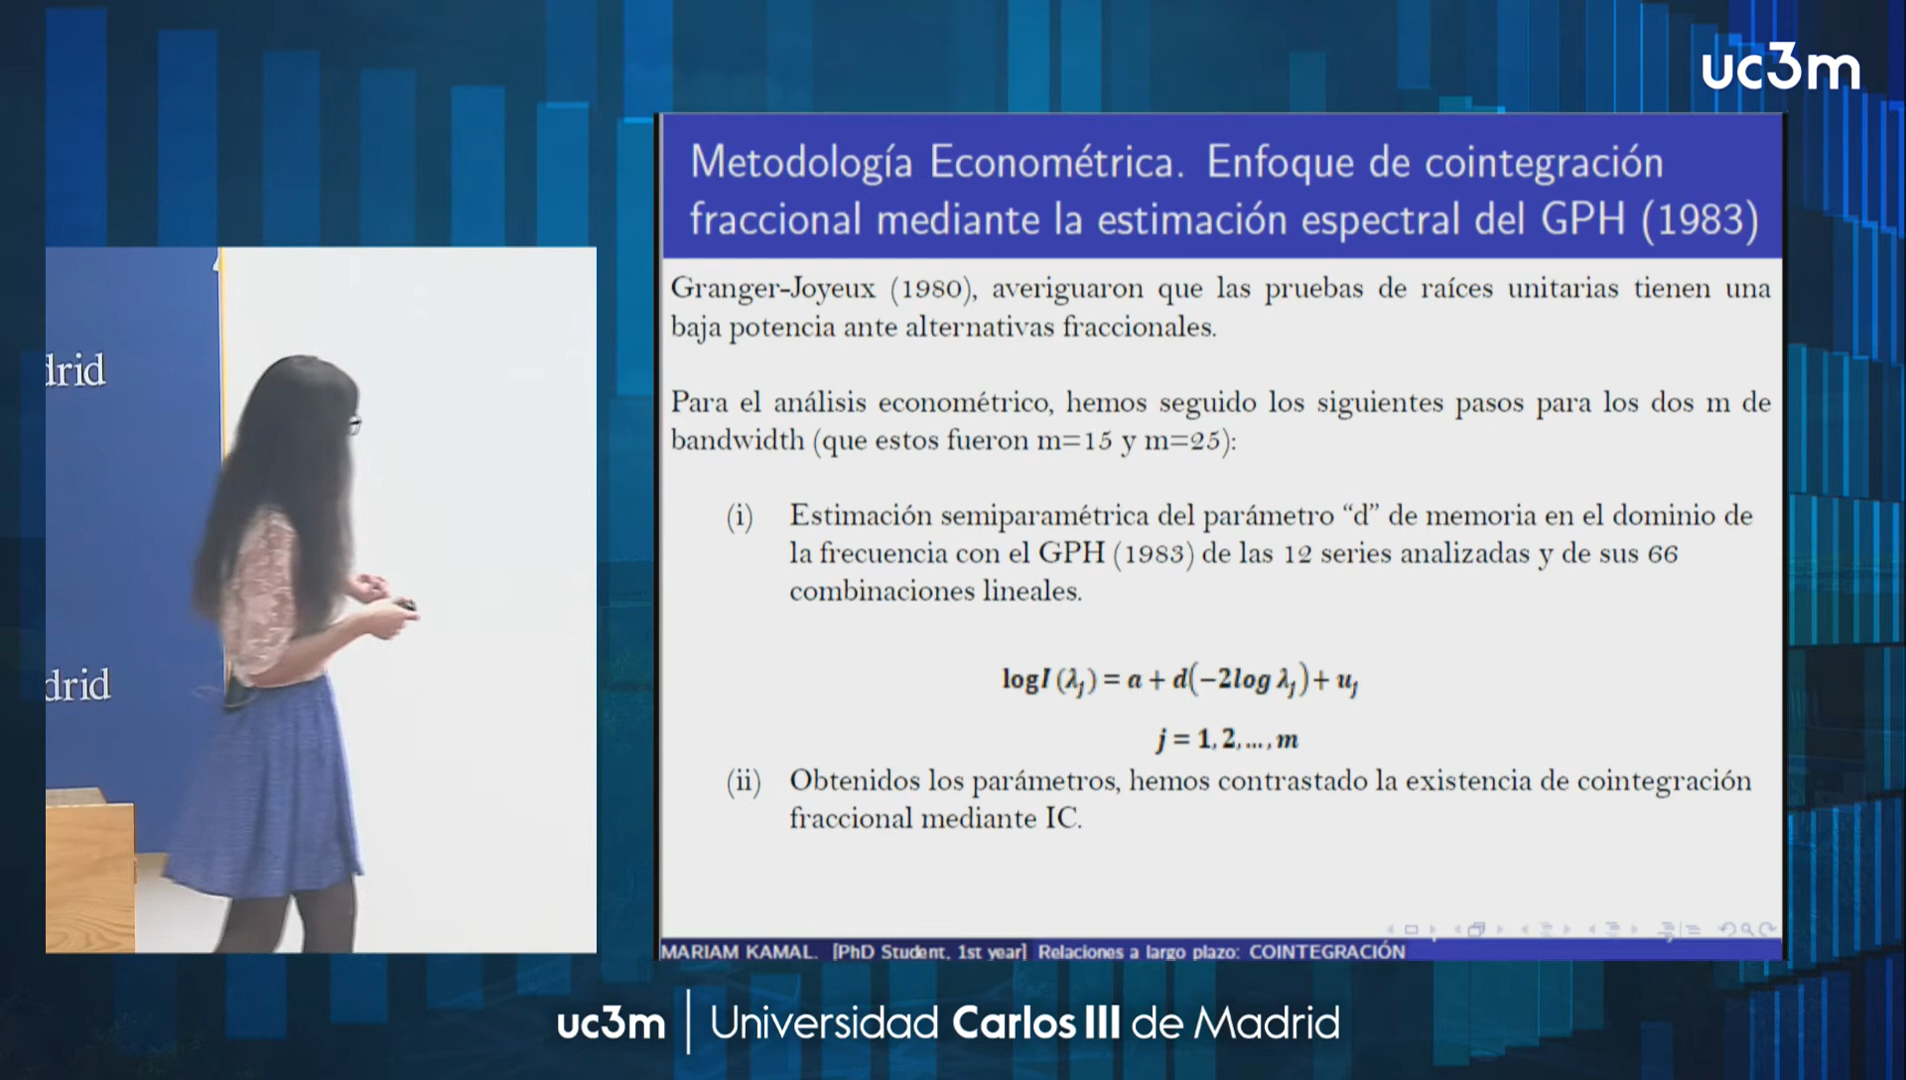 uc3m
Metodología Econométrica. Enfoque de cointegración
fraccional mediante la estimación espectral del GPH (1983)
Granger-Joyeux (1980), averiguaron que las pruebas de raíces unitarias tienen una
baja potencia ante alternativas fraccionales.
Para el análisis econométrico, hemos seguido los siguientes pasos para los dos m de
bandwidth (que estos fueron m=15 y m=25):
(i) Estimación semiparamétrica del parámetro “d” de memoria en el dominio de
la frecuencia con el GPH (1983) de las 12 series analizadas y de sus 66
combinaciones lineales.
logI (λj) = a + d(−2log λj) + uj
j = 1, 2, ..., m
(ii) Obtenidos los parámetros, hemos contrastado la existencia de cointegración
fraccional mediante IC.
MARIAM KAMAL. [PhD Student, 1st year] Relaciones a largo plazo: COINTEGRACIÓN
drid
drid
uc3m | Universidad Carlos III de Madrid